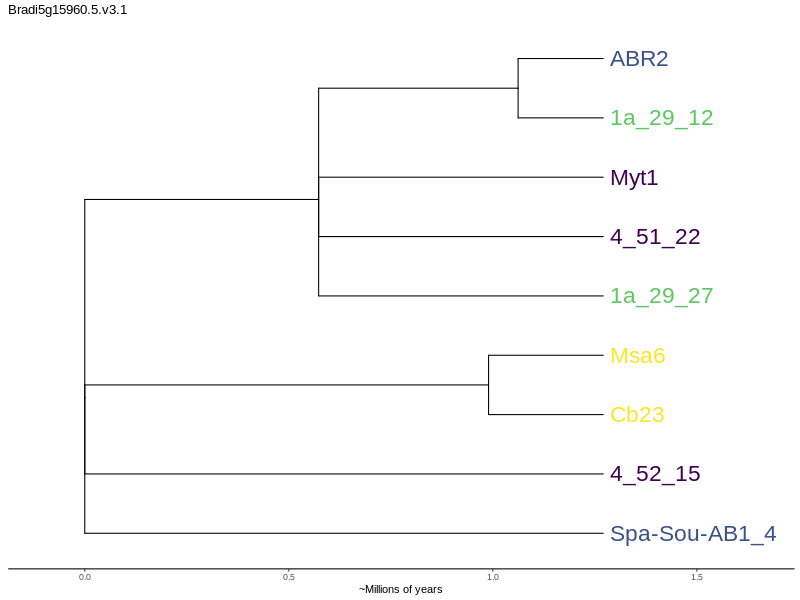 Bradi5g15960.5.v3.1
ABR2
1a_29_12
Myt1
4_51_22
1a_29_27
Msa6
Cb23
4_52_15
Spa-Sou-AB1_4
0.0 0.5 1.0 1.5
~Millions of years